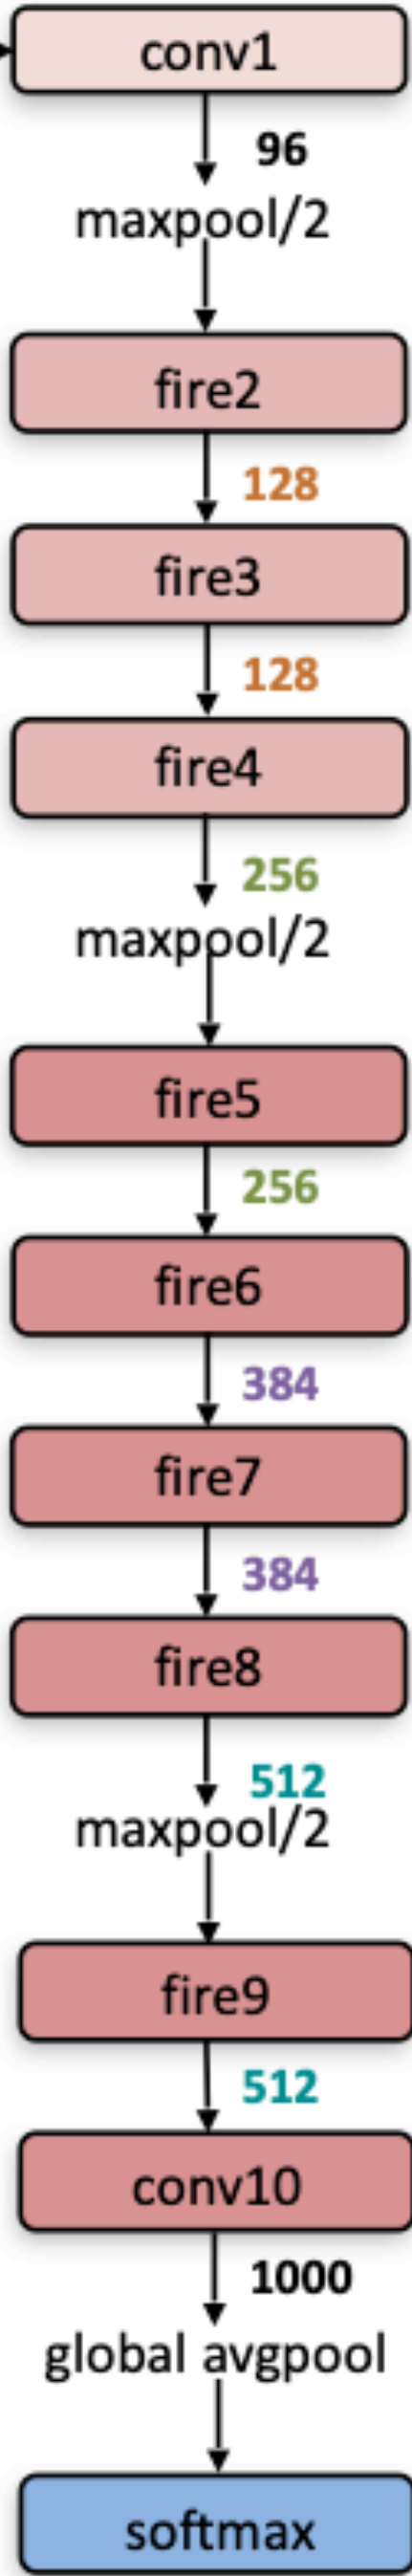 conv1
96
maxpool/2
fire2
128
fire3
128
fire4
256
maxpool/2
fire5
256
fire6
384
fire7
384
fire8
512
maxpool/2
fire9
512
conv10
1000
global avgpool
softmax